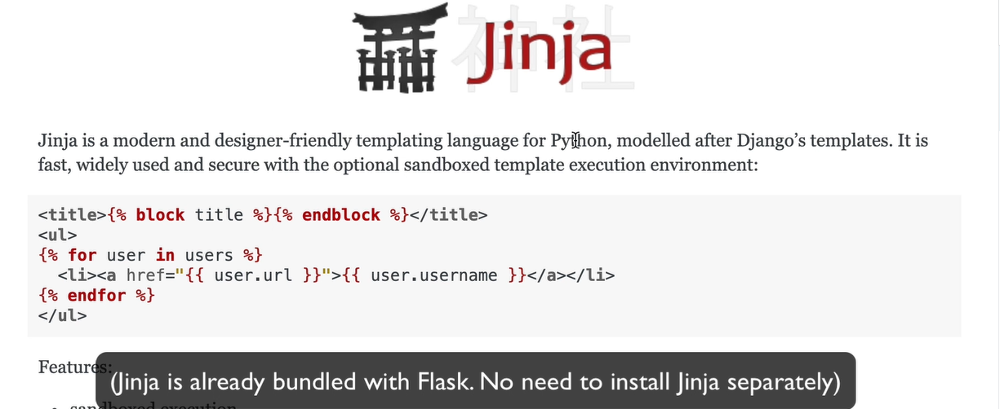 神社
Jinja
Jinja is a modern and designer-friendly templating language for Python, modelled after Django’s templates. It is
fast, widely used and secure with the optional sandboxed template execution environment:
<title>{% block title %}{% endblock %}</title>
<ul>
{% for user in users %}
  <li><a href="{{ user.url }}">{{ user.username }}</a></li>
{% endfor %}
</ul>
Features:
(Jinja is already bundled with Flask. No need to install Jinja separately)
sandboxed execution